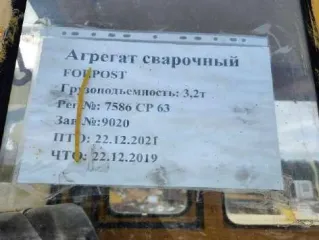 Агрегат сварочный
FORPOST
Грузоподъемность: 3,2т
Рег №: 7586 СР 63
Зав №:9020
ПТО: 22.12.2021
ЧТО: 22.12.2019